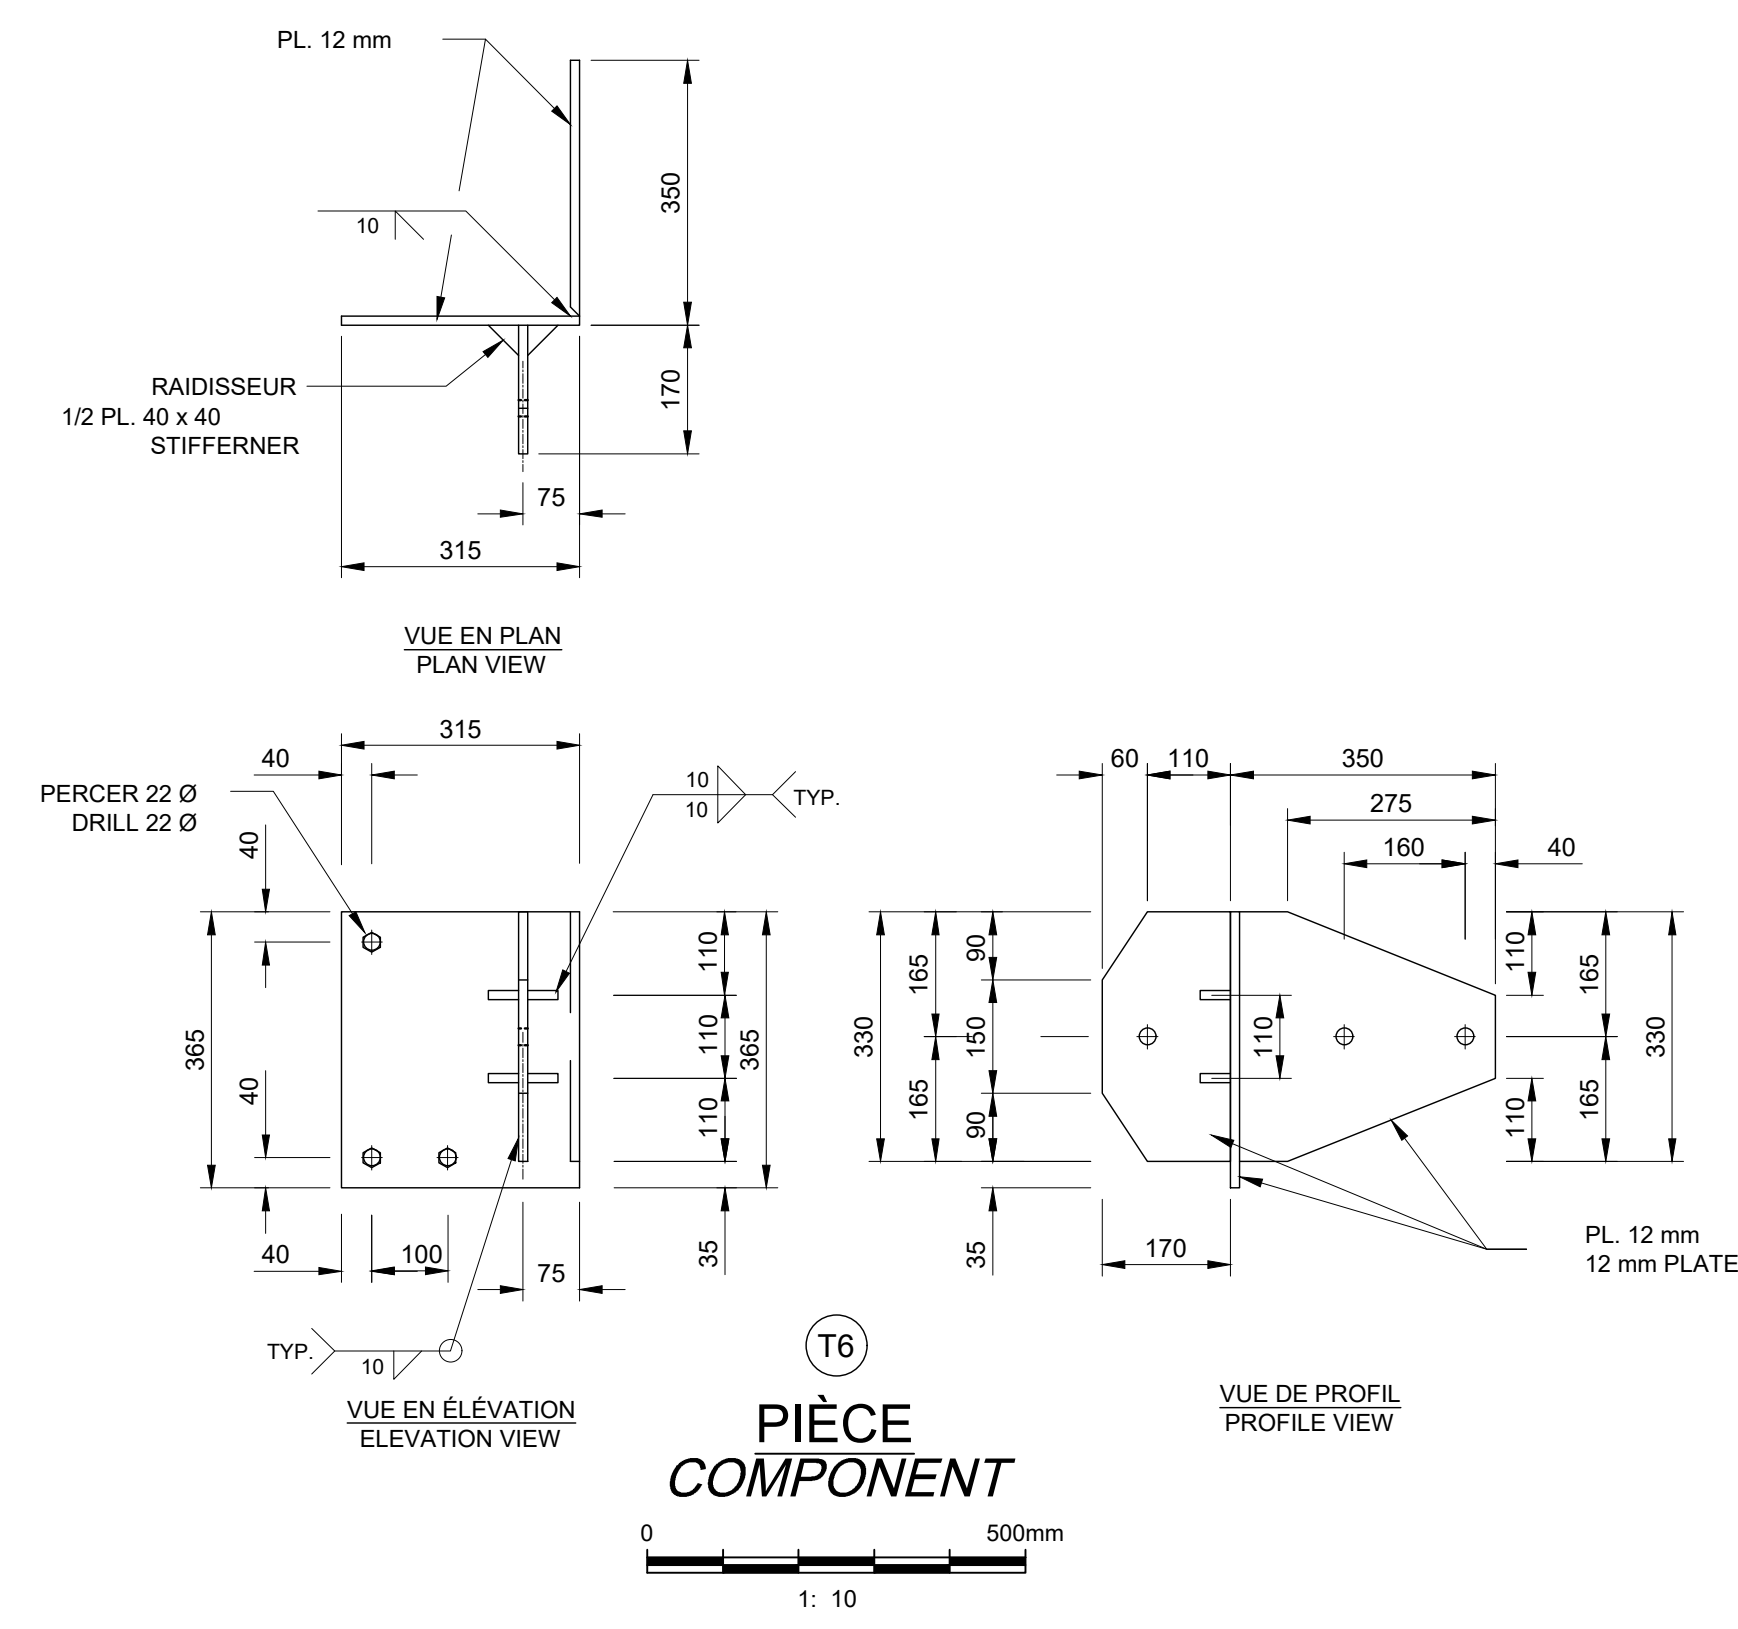 PL. 12 mm
350
10
RAIDISSEUR
1/2 PL. 40 x 40
STIFFERNER
170
75
315
VUE EN PLAN
PLAN VIEW
315
40
PERCER 22 Ø
DRILL 22 Ø
40
10
10
TYP.
365
40
110
110
110
365
40
100
75
35
TYP.
10
VUE EN ÉLÉVATION
ELEVATION VIEW
60
110
350
275
160
40
330
165
165
90
150
90
110
110
110
165
165
330
35
170
PL. 12 mm
12 mm PLATE
VUE DE PROFIL
PROFILE VIEW
T6
PIÈCE
COMPONENT
0
500mm
1: 10